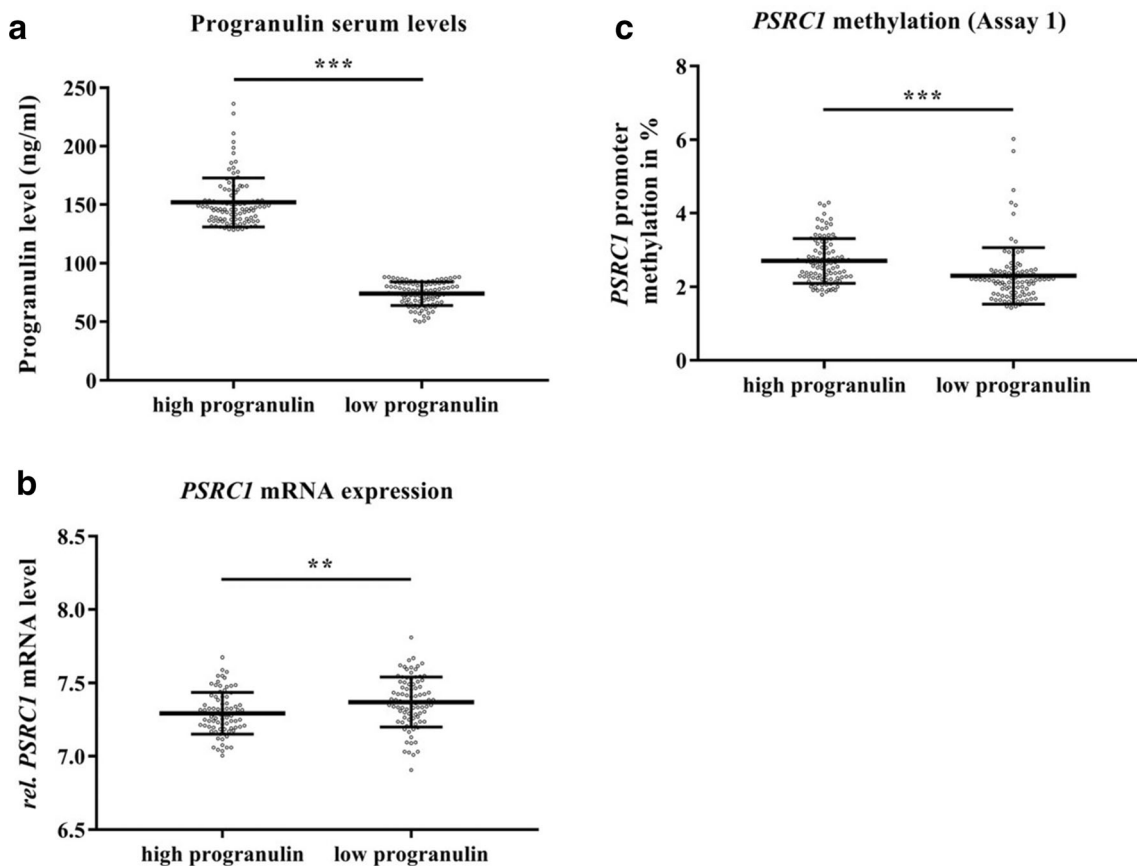 a
Progranulin serum levels
***
Progranulin level (ng/ml)
250
200
150
100
50
0
high progranulin low progranulin
b
PSRC1 mRNA expression
**
rel. PSRC1 mRNA level
8.5
8.0
7.5
7.0
6.5
high progranulin low progranulin
c
PSRC1 methylation (Assay 1)
***
PSRC1 promoter
methylation in %
8
6
4
2
0
high progranulin low progranulin